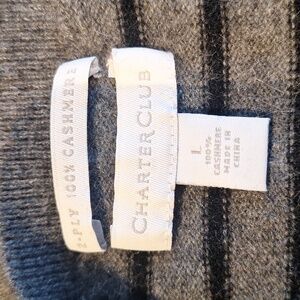 2-PLY 100% CASHMERE
CHARTER CLUB
L
100%
CASHMERE
MADE IN
CHINA